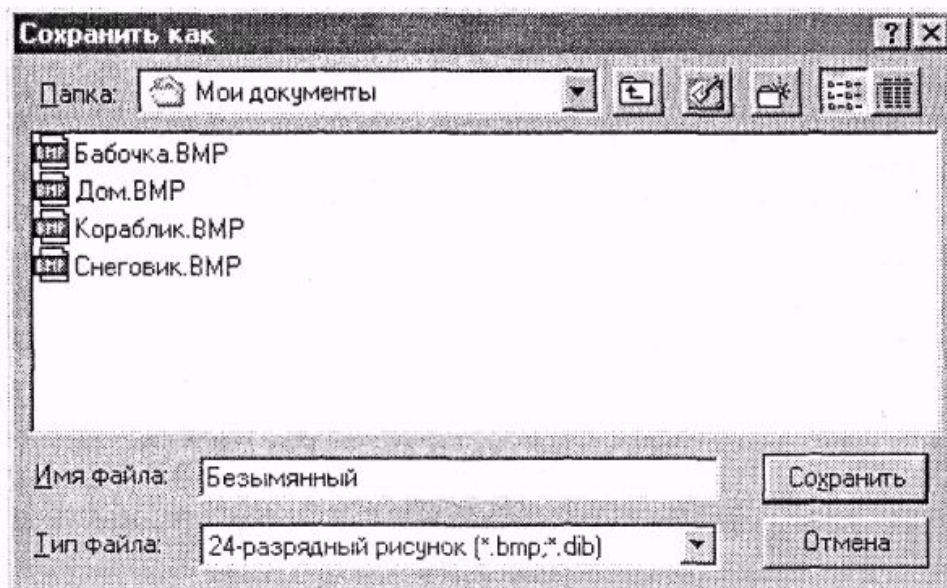 Сохранить как
Папка: Мои документы
Бабочка.BMP
Дом.BMP
Кораблик.BMP
Снеговик.BMP
Имя файла: Безымянный Сохранить
Тип файла: 24-разрядный рисунок (*.bmp;*.dib) Отмена